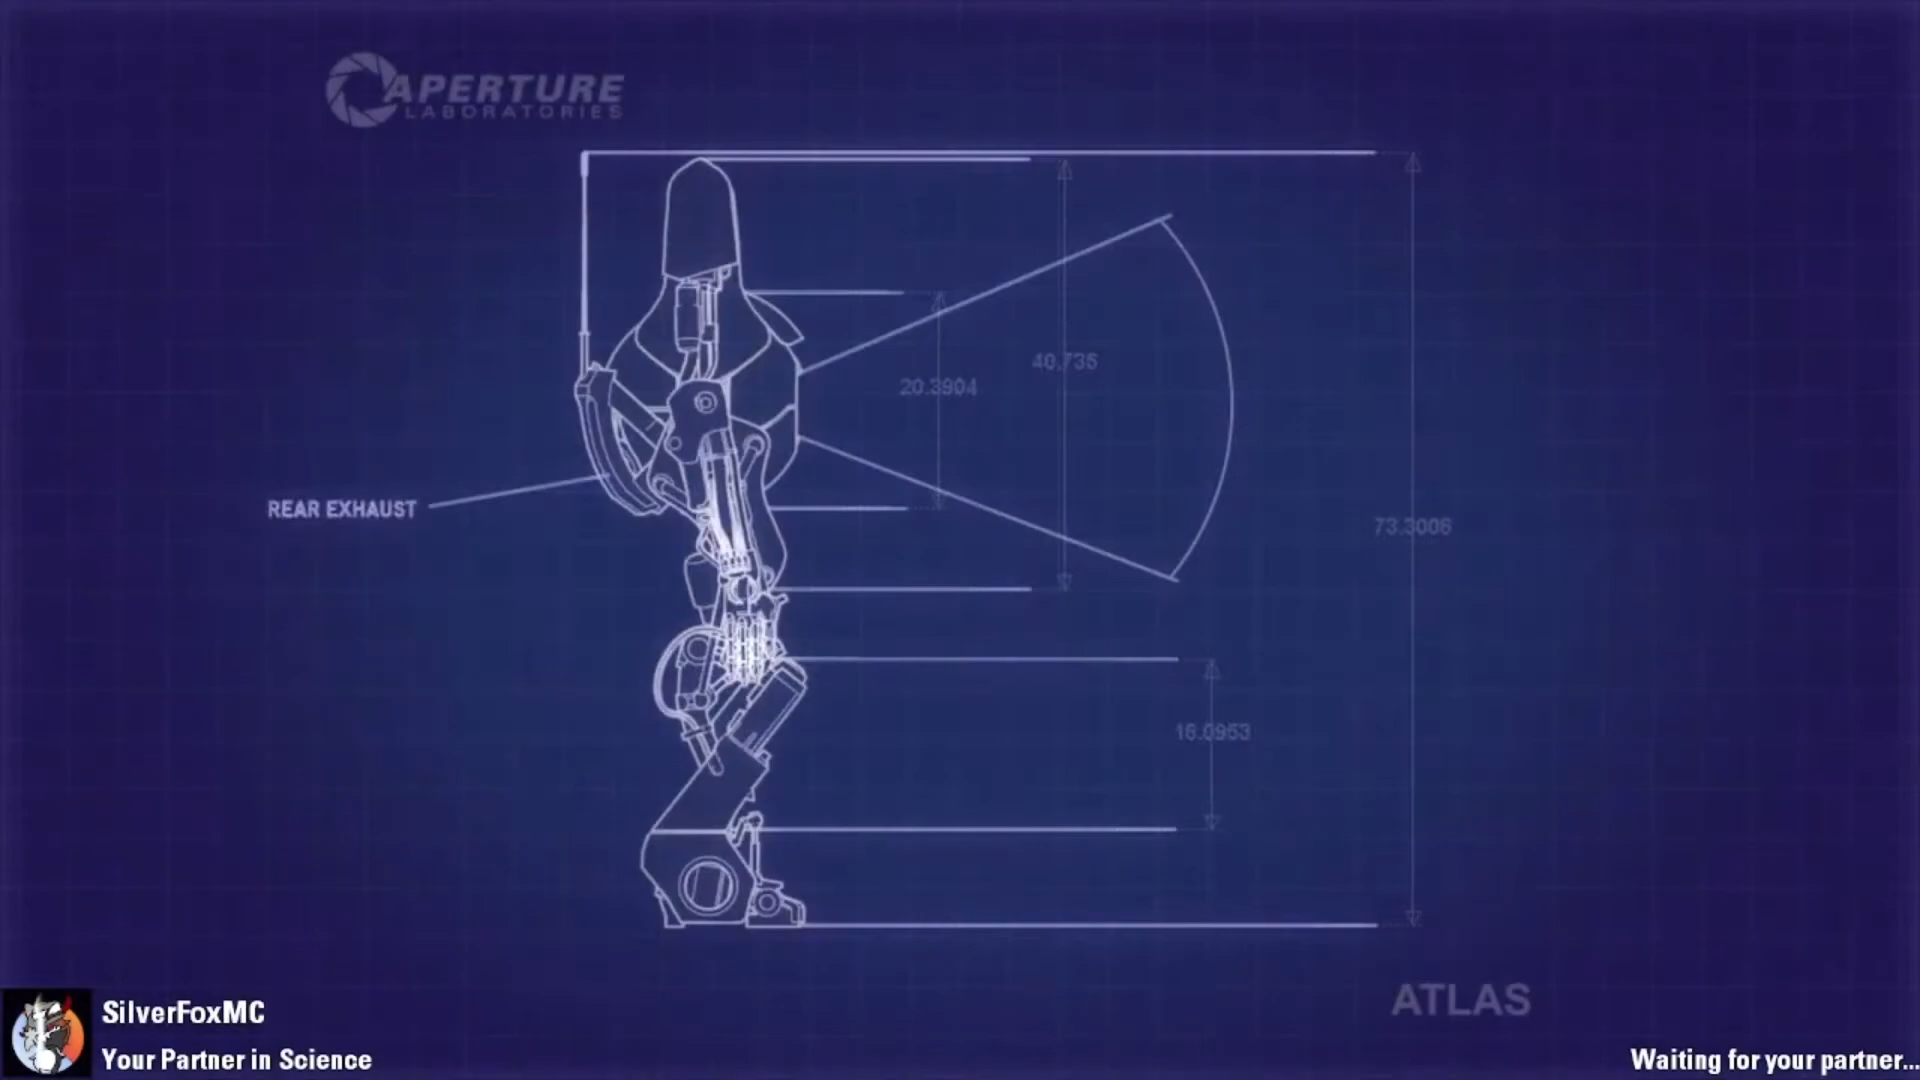 APERTURE
LABORATORIES
40.735
20.3904
REAR EXHAUST
73.3006
16.0953
ATLAS
SilverFoxMC
Your Partner in Science
Waiting for your partner...